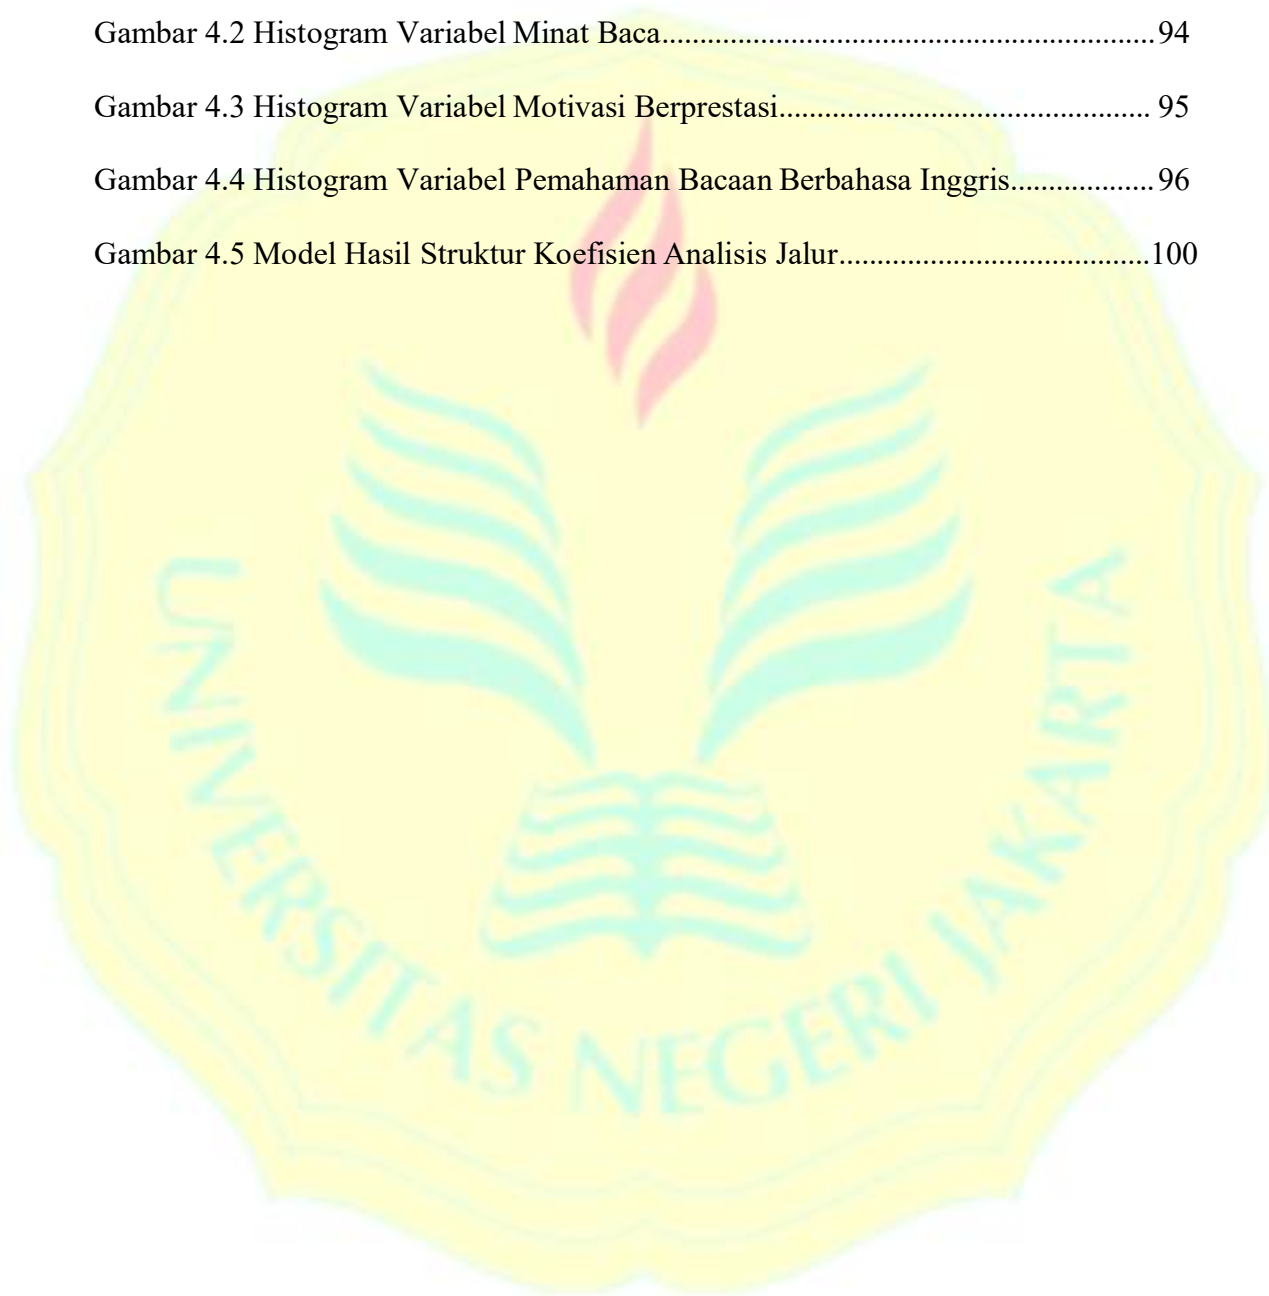 Gambar 4.2 Histogram Variabel Minat Baca................................................................94
Gambar 4.3 Histogram Variabel Motivasi Berprestasi................................................ 95
Gambar 4.4 Histogram Variabel Pemahaman Bacaan Berbahasa Inggris...................96
Gambar 4.5 Model Hasil Struktur Koefisien Analisis Jalur........................................100
UNIVERSITAS NEGERI JAKARTA